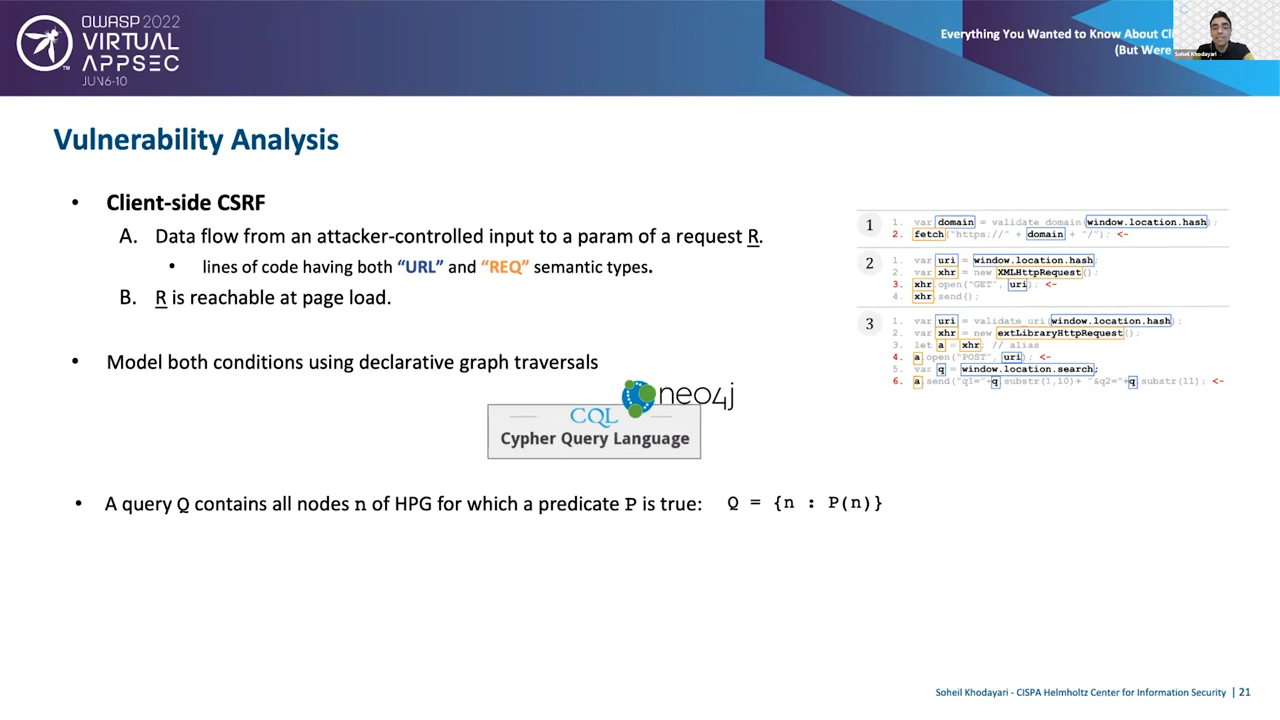 OWASP 2022
VIRTUAL
APPSEC
TM
JUN 6-10
Everything You Wanted to Know About Cli
(But Were
Soheil Khodayari
Vulnerability Analysis
• Client-side CSRF
A. Data flow from an attacker-controlled input to a param of a request R.
• lines of code having both “URL” and “REQ” semantic types.
B. R is reachable at page load.
• Model both conditions using declarative graph traversals
neo4j
CQL
Cypher Query Language
• A query Q contains all nodes n of HPG for which a predicate P is true: Q = {n : P(n)}
1
1. var domain = validate_domain(window.location.hash);
2. fetch("https://" + domain + "/"); <-
2
1. var uri = window.location.hash;
2. var xhr = new XMLHttpRequest();
3. xhr.open("GET", uri); <-
4. xhr.send();
3
1. var uri = validate_uri(window.location.hash);
2. var xhr = new extLibraryHttpRequest();
3. let a = xhr; // alias
4. a.open("POST", uri); <-
5. var q = window.location.search;
6. a.send("q1="+q.substr(1,10)+ "&q2="+q.substr(11); <-
Soheil Khodayari - CISPA Helmholtz Center for Information Security | 21